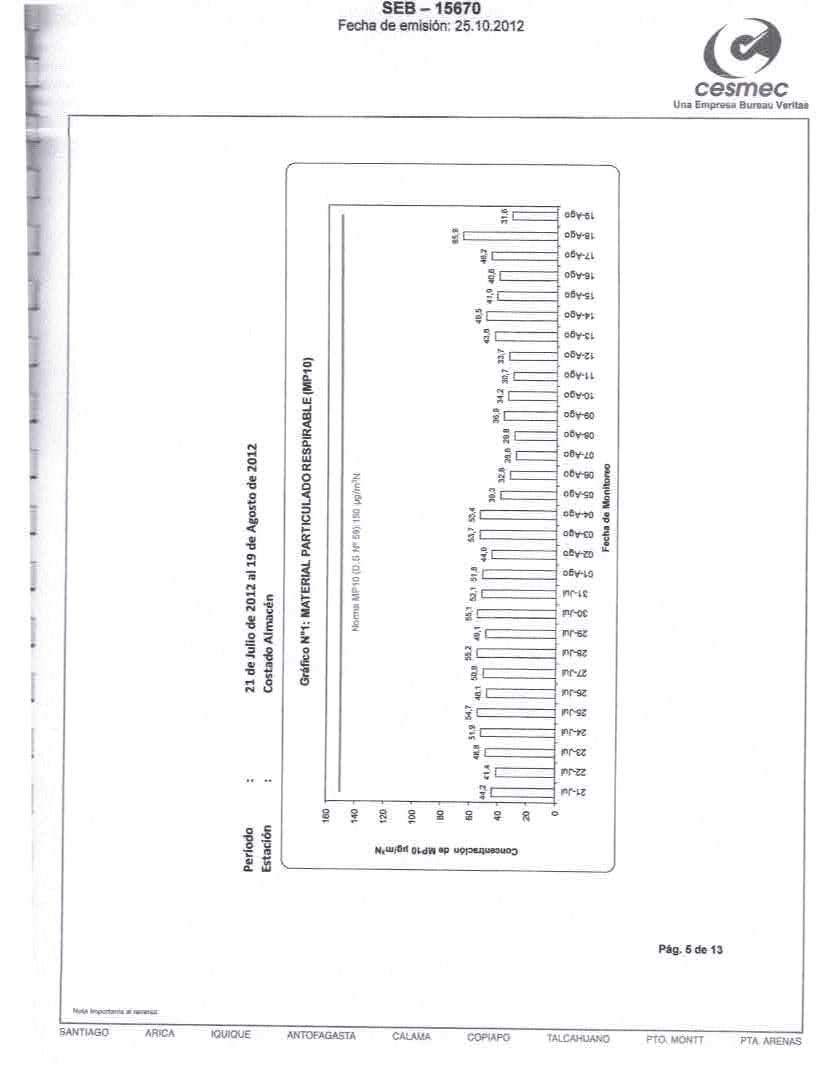 SEB – 15670
Fecha de emisión: 25.10.2012
cesmec
Una Empresa Bureau Veritas
Período : 21 de Julio de 2012 al 19 de Agosto de 2012
Estación : Costado Almacén
Gráfico N°1: MATERIAL PARTICULADO RESPIRABLE (MP10)
Norma MP10 (D.S Nº 59) 150 µg/m³N
Concentración de MP10 µg/m³N
160
140
120
100
80
60
40
20
0
44,2
41,4
48,8
51,9
54,7
48,1
50,8
55,2
49,1
55,1
52,1
51,8
44,9
53,7
53,4
39,3
32,8
28,8
29,8
36,9
34,2
30,7
33,7
43,8
49,5
41,9
40,6
46,2
65,9
31,6
21-Jul
22-Jul
23-Jul
24-Jul
25-Jul
26-Jul
27-Jul
28-Jul
29-Jul
30-Jul
31-Jul
01-Ago
02-Ago
03-Ago
04-Ago
05-Ago
06-Ago
07-Ago
08-Ago
09-Ago
10-Ago
11-Ago
12-Ago
13-Ago
14-Ago
15-Ago
16-Ago
17-Ago
18-Ago
19-Ago
Fecha de Monitoreo
Pág. 5 de 13
Nota Importante al reverso
SANTIAGO ARICA IQUIQUE ANTOFAGASTA CALAMA COPIAPO TALCAHUANO PTO. MONTT PTA. ARENAS